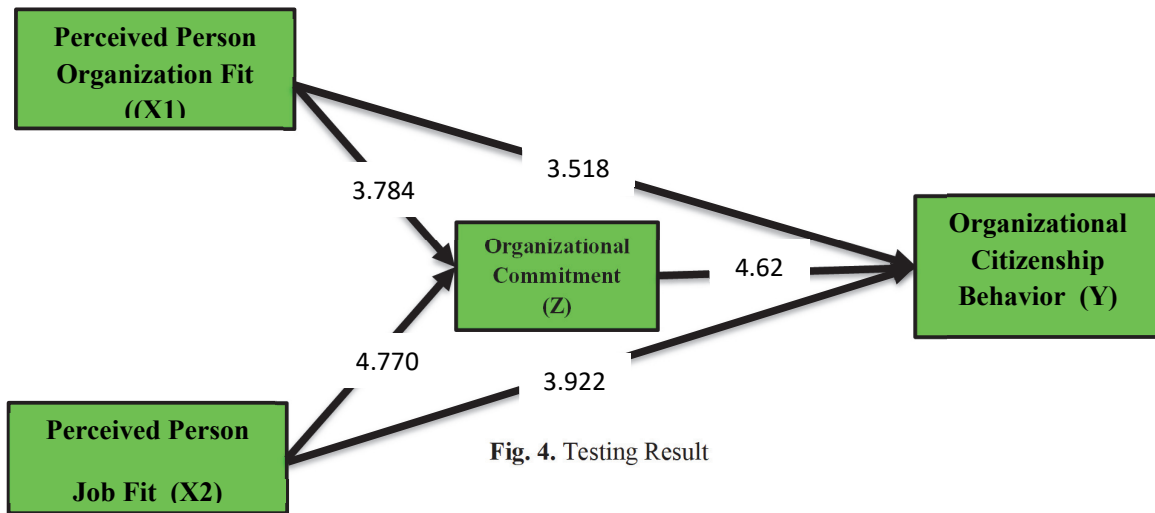 Perceived Person
Organization Fit
((X1)
3.518
3.784
Organizational
Commitment
(Z)
4.62
Organizational
Citizenship
Behavior (Y)
4.770
3.922
Perceived Person
Job Fit (X2)
Fig. 4. Testing Result